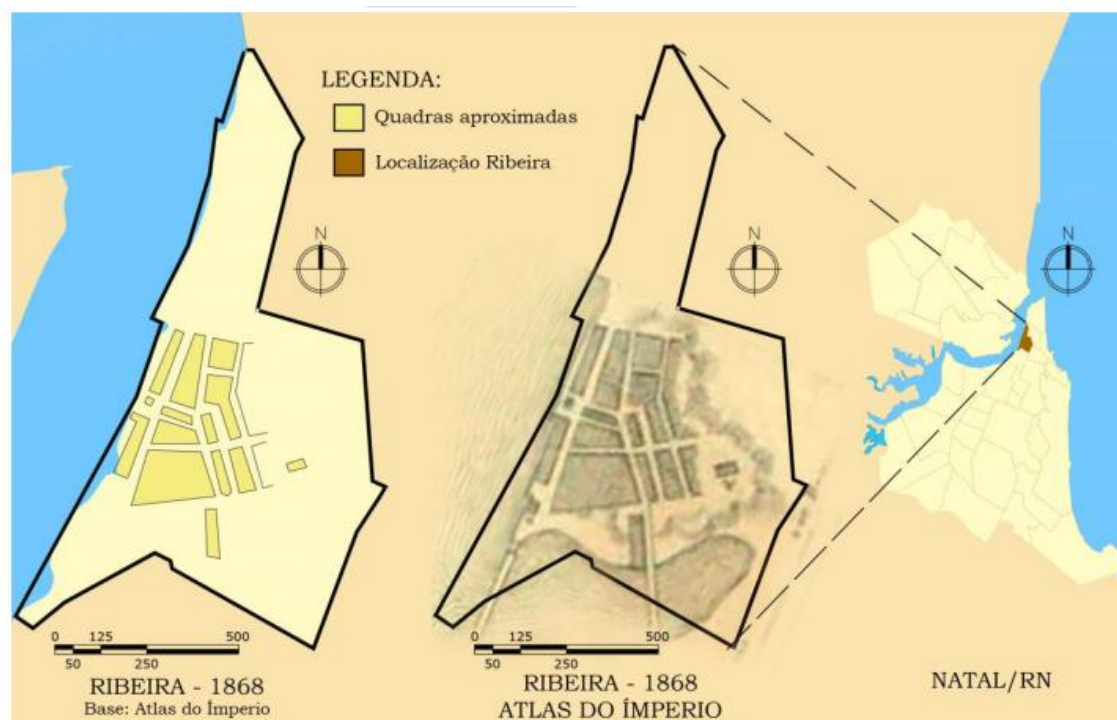 LEGENDA:
Quadras aproximadas
Localização Ribeira
N
N
N
0 125 500
50 250
RIBEIRA - 1868
Base: Atlas do Ímperio
0 125 500
50 250
RIBEIRA - 1868
ATLAS DO ÍMPERIO
NATAL/RN